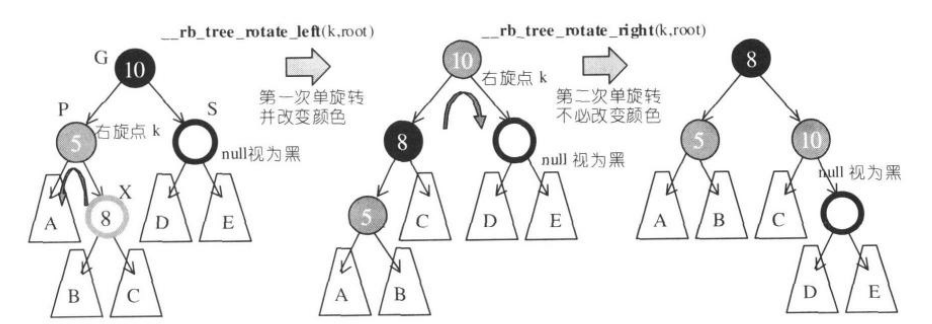 __rb_tree_rotate_left(k,root)
第一次单旋转
并改变颜色
G
10
P
S
5
右旋点 k
null视为黑
A
X
8
D
E
B
C
__rb_tree_rotate_right(k,root)
第二次单旋转
不必改变颜色
10
右旋点 k
8
null 视为黑
5
C
D
E
A
B
8
5
10
null 视为黑
A
B
C
D
E